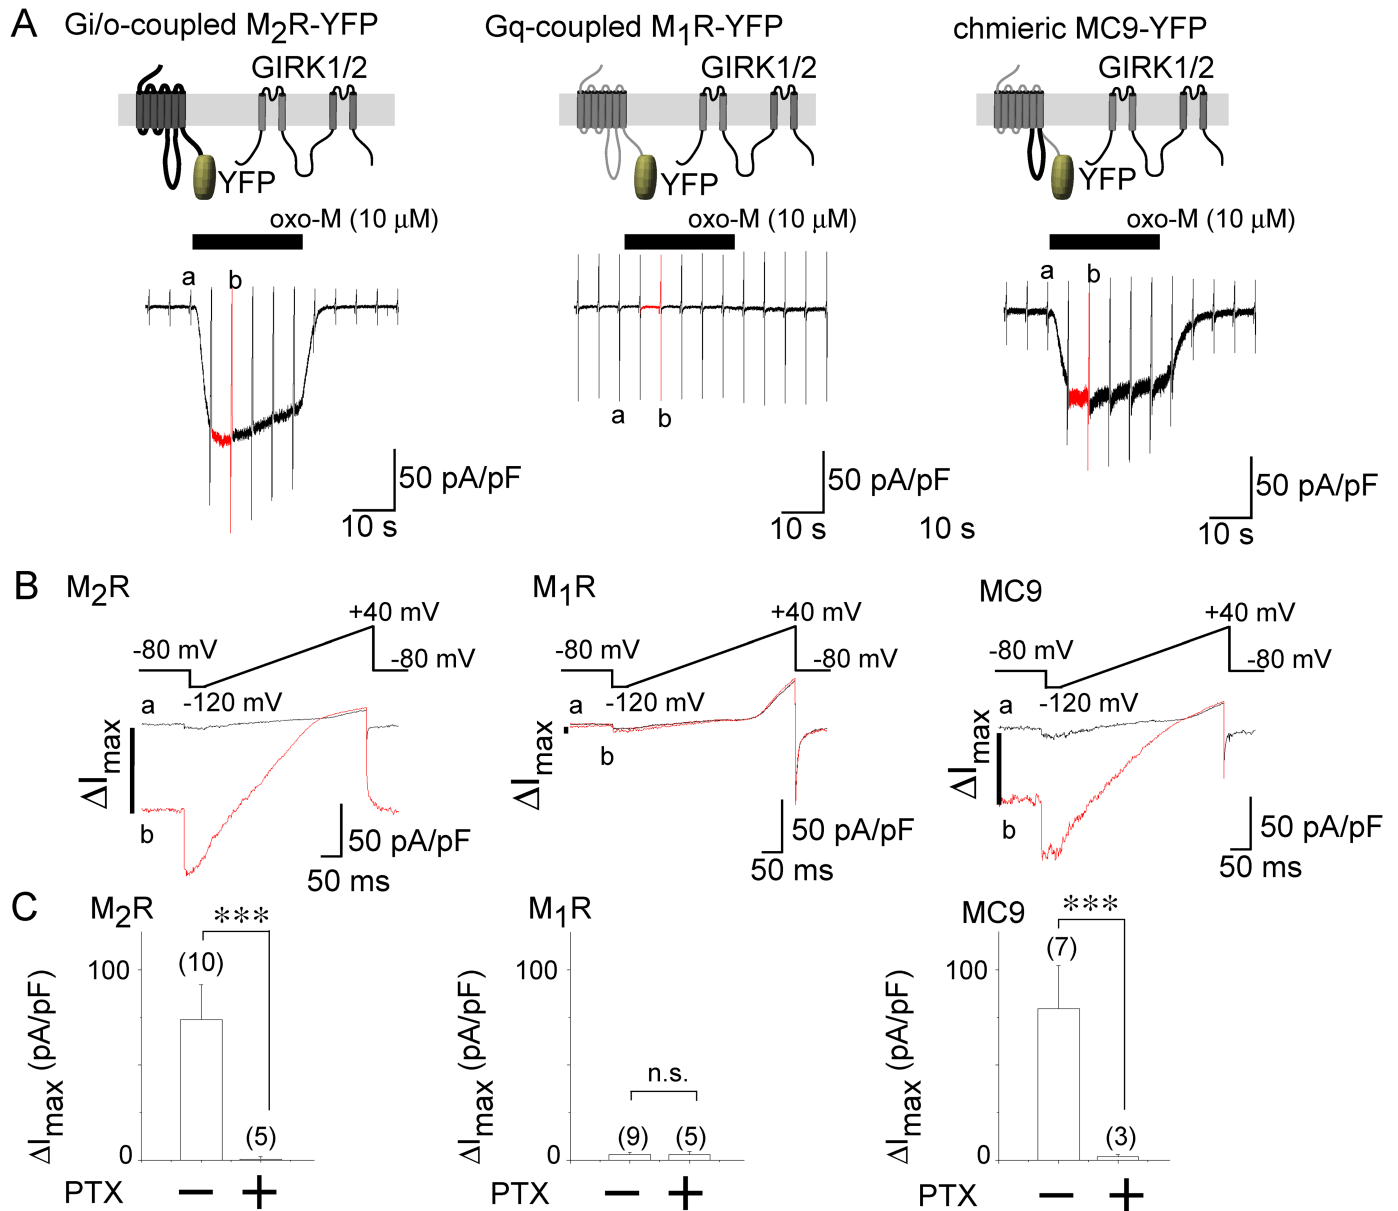 A
Gi/o-coupled M2R-YFP
Gq-coupled M1R-YFP
chmieric MC9-YFP
GIRK1/2
GIRK1/2
GIRK1/2
YFP
YFP
YFP
oxo-M (10 μM)
oxo-M (10 μM)
oxo-M (10 μM)
a
b
a
b
a
b
50 pA/pF
10 s
50 pA/pF
10 s
10 s
50 pA/pF
10 s
B
M2R
M1R
MC9
+40 mV
-80 mV
-80 mV
-120 mV
a
ΔImax
b
50 pA/pF
50 ms
+40 mV
-80 mV
-80 mV
-120 mV
a
b
ΔImax
50 pA/pF
50 ms
+40 mV
-80 mV
-80 mV
-120 mV
a
ΔImax
b
50 pA/pF
50 ms
C
M2R
***
(10)
100
(5)
0
ΔImax (pA/pF)
PTX − +
M1R
100
n.s.
(9)
(5)
0
ΔImax (pA/pF)
− +
MC9
***
(7)
100
(3)
0
ΔImax (pA/pF)
PTX − +